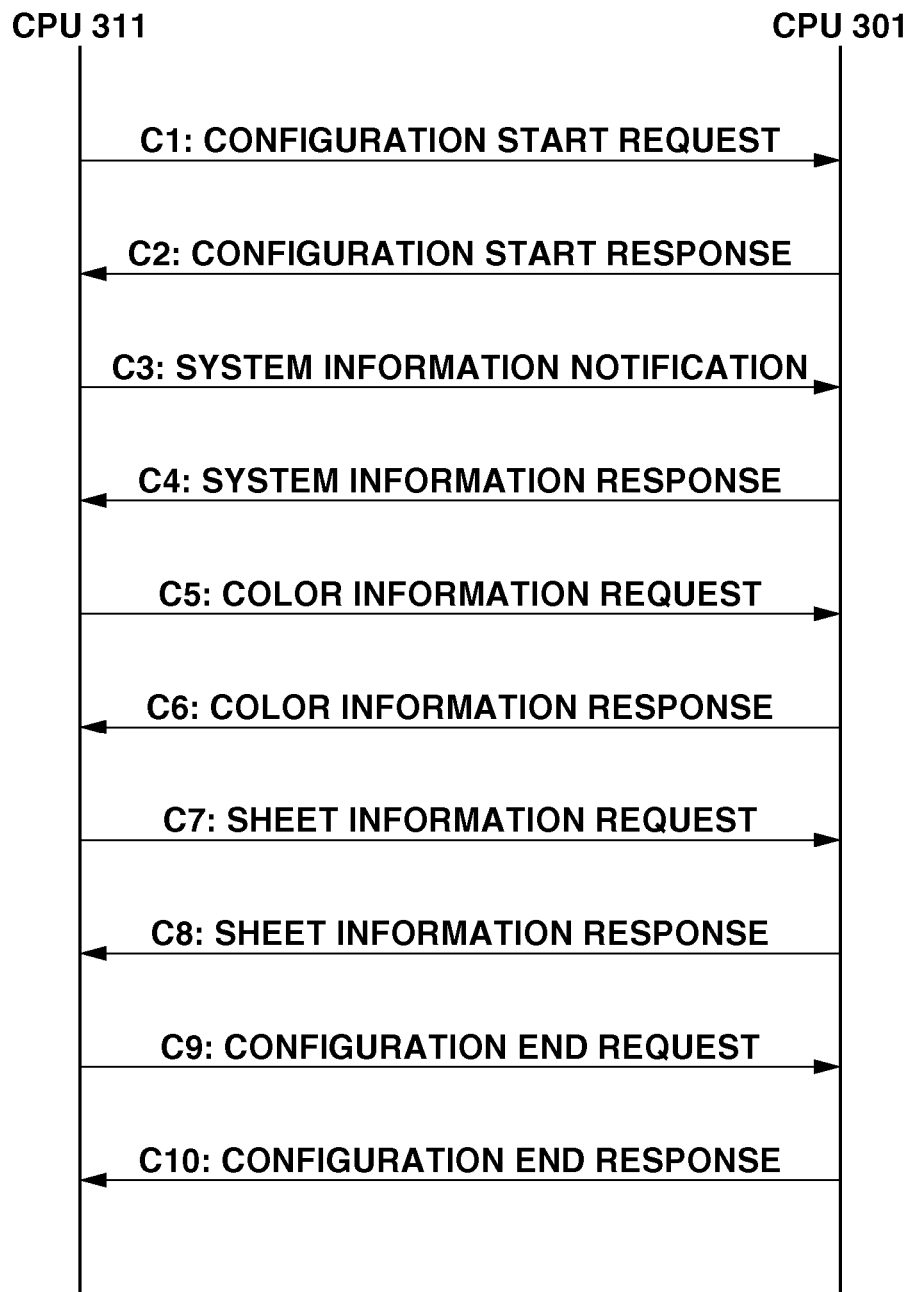 CPU 311
CPU 301
C1: CONFIGURATION START REQUEST
C2: CONFIGURATION START RESPONSE
C3: SYSTEM INFORMATION NOTIFICATION
C4: SYSTEM INFORMATION RESPONSE
C5: COLOR INFORMATION REQUEST
C6: COLOR INFORMATION RESPONSE
C7: SHEET INFORMATION REQUEST
C8: SHEET INFORMATION RESPONSE
C9: CONFIGURATION END REQUEST
C10: CONFIGURATION END RESPONSE